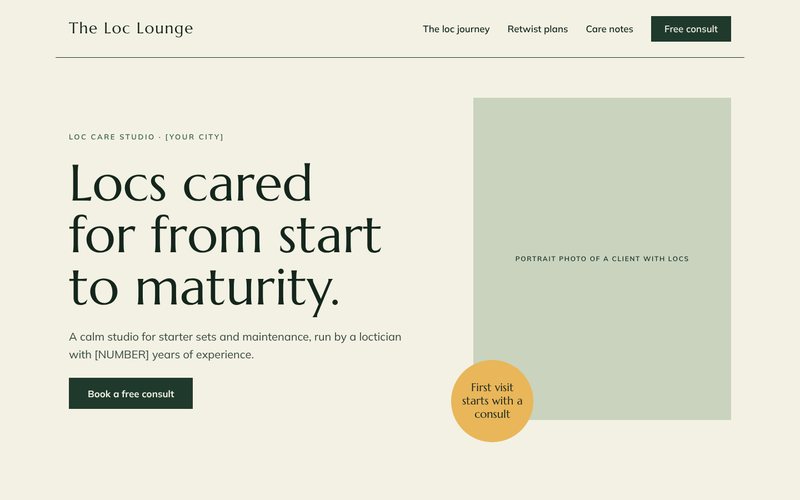 The Loc Lounge
The loc journey
Retwist plans
Care notes
Free consult
LOC CARE STUDIO · [YOUR CITY]
Locs cared
for from start
to maturity.
A calm studio for starter sets and maintenance, run by a loctician
with [NUMBER] years of experience.
Book a free consult
PORTRAIT PHOTO OF A CLIENT WITH LOCS
First visit
starts with a
consult